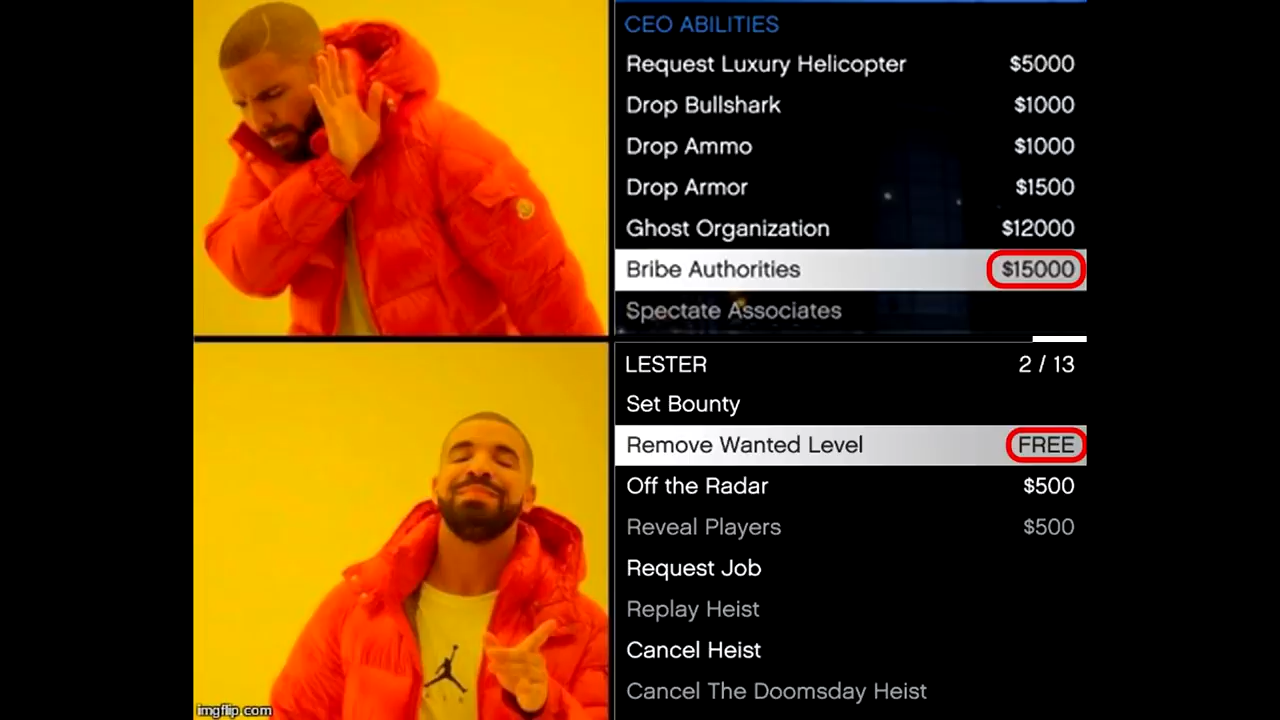 CEO ABILITIES
Request Luxury Helicopter $5000
Drop Bullshark $1000
Drop Ammo $1000
Drop Armor $1500
Ghost Organization $12000
Bribe Authorities $15000
Spectate Associates
LESTER 2 / 13
Set Bounty
Remove Wanted Level FREE
Off the Radar $500
Reveal Players $500
Request Job
Replay Heist
Cancel Heist
Cancel The Doomsday Heist
imgflip.com